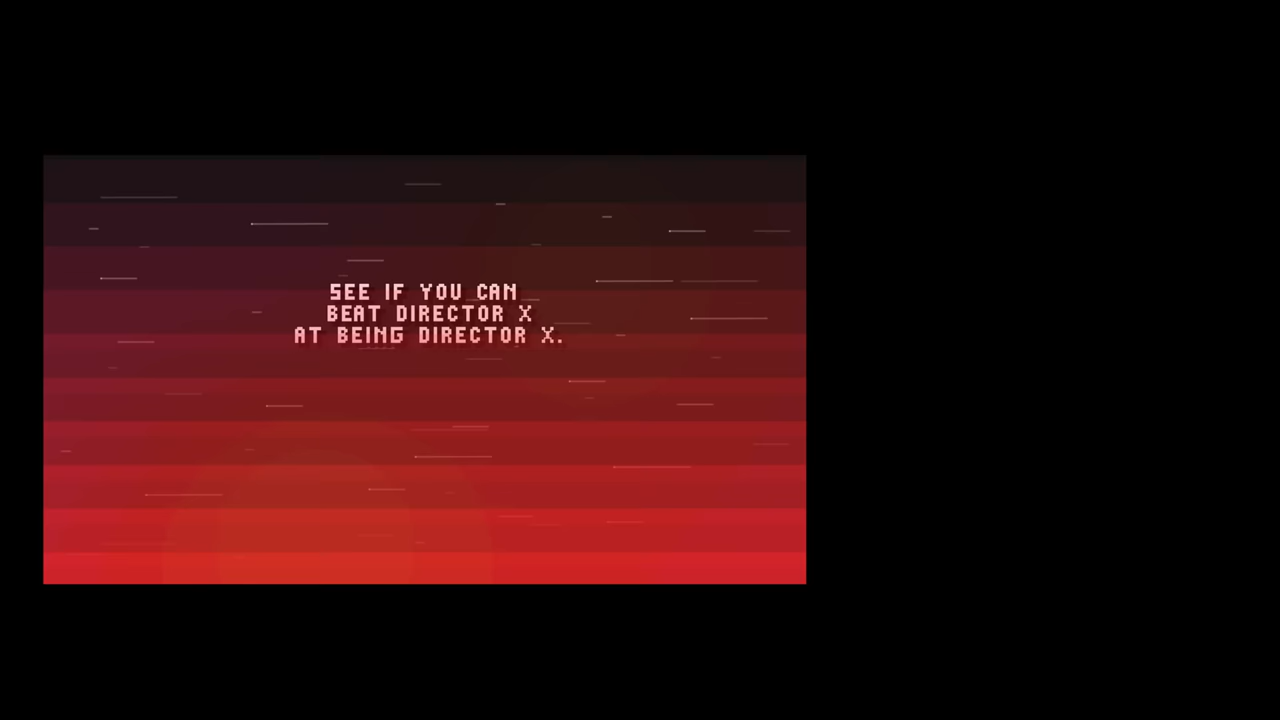 SEE IF YOU CAN
BEAT DIRECTOR X
AT BEING DIRECTOR X.